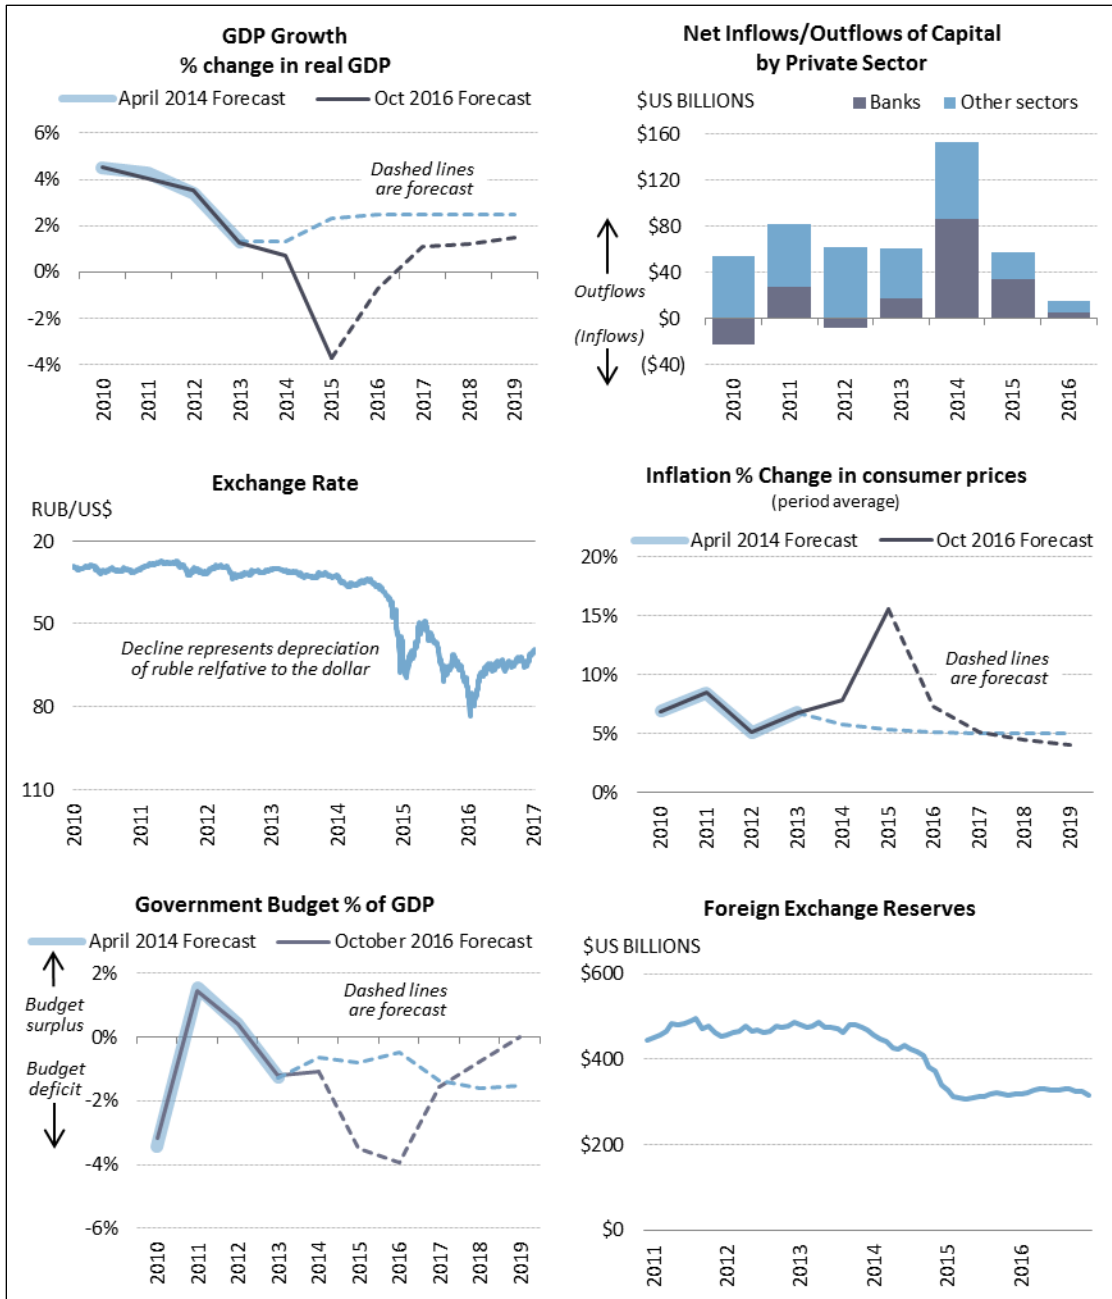 GDP Growth
% change in real GDP
April 2014 Forecast
Oct 2016 Forecast
6%
4%
2%
0%
-2%
-4%
Dashed lines
are forecast
2010
2011
2012
2013
2014
2015
2016
2017
2018
2019
Net Inflows/Outflows of Capital
by Private Sector
$US BILLIONS
Banks
Other sectors
$160
$120
$80
$40
$0
($40)
Outflows
(Inflows)
2010
2011
2012
2013
2014
2015
2016
Exchange Rate
RUB/US$
20
50
80
110
Decline represents depreciation
of ruble relfative to the dollar
2010
2011
2012
2013
2014
2015
2016
2017
Inflation % Change in consumer prices
(period average)
April 2014 Forecast
Oct 2016 Forecast
20%
15%
10%
5%
0%
Dashed lines
are forecast
2010
2011
2012
2013
2014
2015
2016
2017
2018
2019
Government Budget % of GDP
April 2014 Forecast
October 2016 Forecast
2%
0%
-2%
-4%
-6%
Budget
surplus
Budget
deficit
Dashed lines
are forecast
2010
2011
2012
2013
2014
2015
2016
2017
2018
2019
Foreign Exchange Reserves
$US BILLIONS
$600
$400
$200
$0
2011
2012
2013
2014
2015
2016